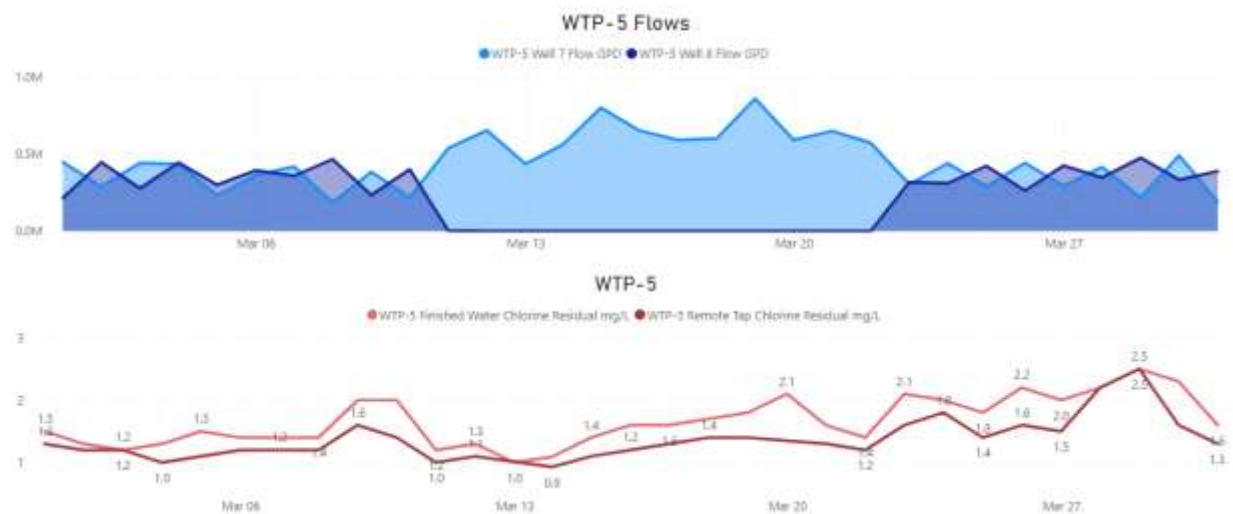 WTP-5 Flows
WTP-5 Well 7 Flow GPD WTP-5 Well 8 Flow GPD
1.0M
0.5M
0.0M
Mar 06 Mar 13 Mar 20 Mar 27
WTP-5
WTP-5 Finished Water Chlorine Residual mg/L WTP-5 Remote Tap Chlorine Residual mg/L
3
2.5
2.5
2.1 2.1 2.2
2 2.0
1.5 1.5 1.6 1.8 1.6
1.3 1.4 1.4 1.5
1.2 1.2 1.2 1.4 1.3
1.2 1.2
1 1.0 1.0 1.0 0.9
Mar 06 Mar 13 Mar 20 Mar 27